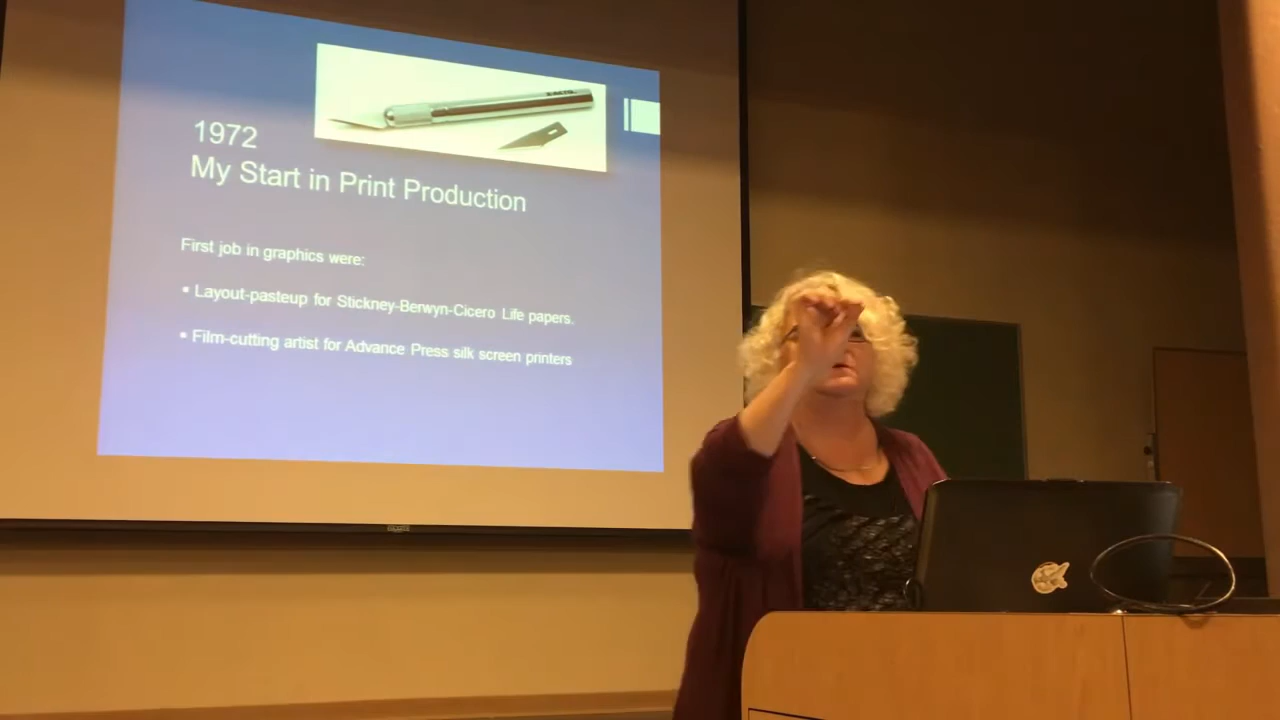 1972
My Start in Print Production
First job in graphics were:
▪ Layout-pasteup for Stickney-Berwyn-Cicero Life papers.
▪ Film-cutting artist for Advance Press silk screen printers